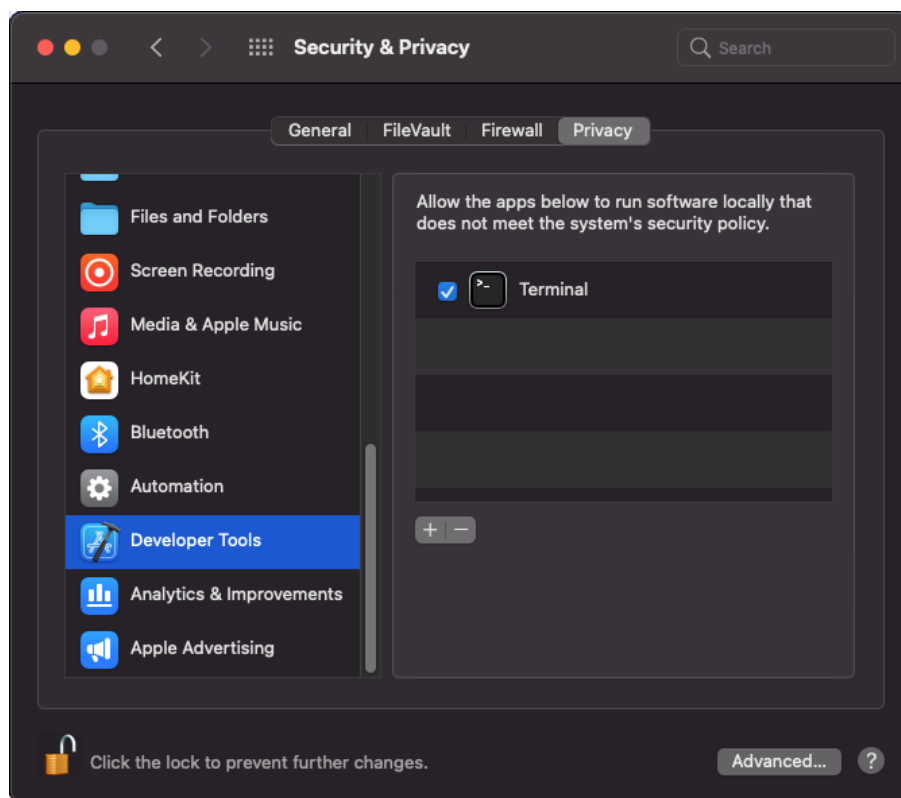 Security & Privacy
Search
General
FileVault
Firewall
Privacy
Files and Folders
Screen Recording
Media & Apple Music
HomeKit
Bluetooth
Automation
Developer Tools
Analytics & Improvements
Apple Advertising
Allow the apps below to run software locally that
does not meet the system's security policy.
Terminal
Click the lock to prevent further changes.
Advanced...
?